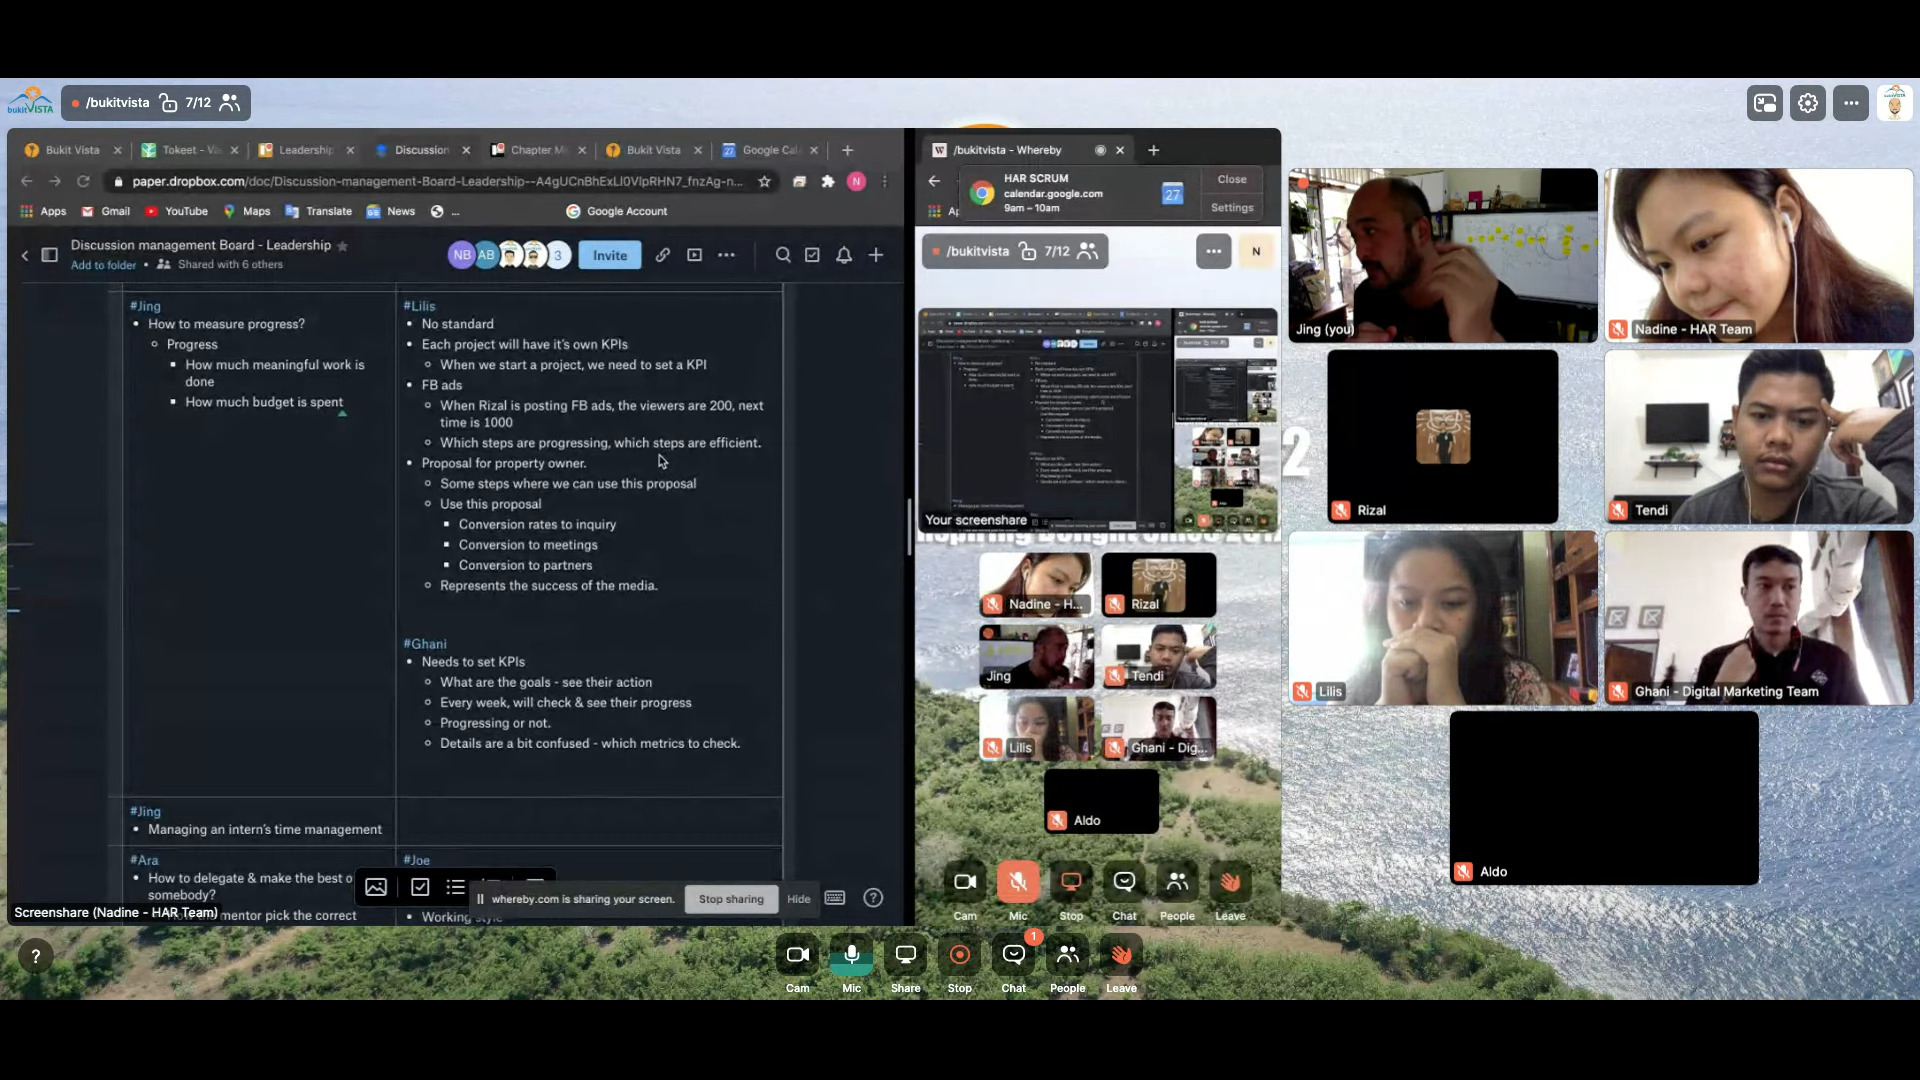 bukitVISTA
/bukitvista 7/12
Bukit Vista
Tokeet - Va
Leadership
Discussion
Chapter M
Bukit Vista
Google Cal
paper.dropbox.com/doc/Discussion-management-Board-Leadership--A4gUCnBhExLl0VlpRHN7_fnzAg-n...
N
Apps
Gmail
YouTube
Maps
Translate
News
...
Google Account
Discussion management Board - Leadership
Add to folder • Shared with 6 others
NB
AB
3
Invite
#Jing
How to measure progress?
Progress
How much meaningful work is
done
How much budget is spent
#Lilis
No standard
Each project will have it's own KPIs
When we start a project, we need to set a KPI
FB ads
When Rizal is posting FB ads, the viewers are 200, next
time is 1000
Which steps are progressing, which steps are efficient.
Proposal for property owner.
Some steps where we can use this proposal
Use this proposal
Conversion rates to inquiry
Conversion to meetings
Conversion to partners
Represents the success of the media.
#Ghani
Needs to set KPIs
What are the goals - see their action
Every week, will check & see their progress
Progressing or not.
Details are a bit confused - which metrics to check.
#Jing
Managing an intern's time management
#Ara
How to delegate & make the best o
somebody?
mentor pick the correct
#Joe
Working style
Screenshare (Nadine - HAR Team)
whereby.com is sharing your screen.
Stop sharing
Hide
/bukitvista - Whereby
HAR SCRUM
calendar.google.com
9am – 10am
27
Close
Settings
/bukitvista 7/12
N
Your screenshare
Nadine - H...
Rizal
Jing
Tendi
Lilis
Ghani - Dig...
Aldo
Cam
Mic
Stop
Chat
People
Leave
Jing (you)
Nadine - HAR Team
Rizal
Tendi
Lilis
Ghani - Digital Marketing Team
Aldo
1
Cam
Mic
Share
Stop
Chat
People
Leave